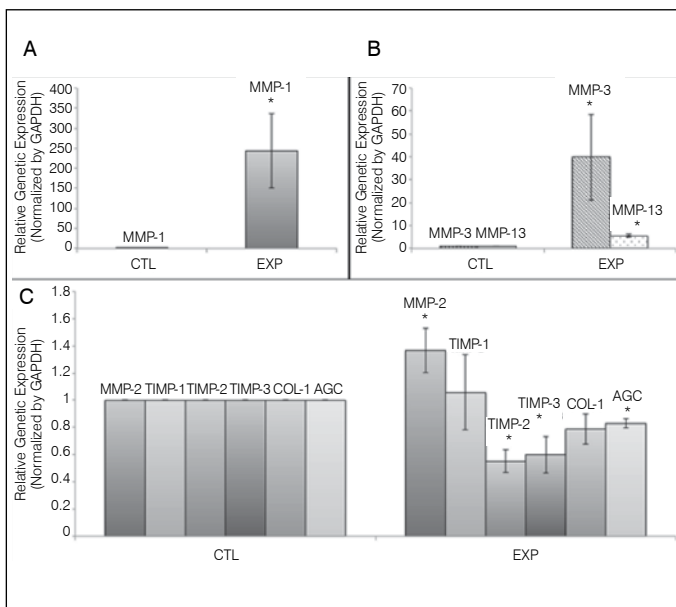 A
Relative Genetic Expression
(Normalized by GAPDH)
400
350
300
250
200
150
100
50
0
MMP-1
MMP-1
*
CTL
EXP
B
Relative Genetic Expression
(Normalized by GAPDH)
70
60
50
40
30
20
10
0
MMP-3 MMP-13
MMP-3
*
MMP-13
*
CTL
EXP
C
Relative Genetic Expression
(Normalized by GAPDH)
1.8
1.6
1.4
1.2
1
0.8
0.6
0.4
0.2
0
MMP-2 TIMP-1 TIMP-2 TIMP-3 COL-1 AGC
MMP-2
*
TIMP-1
TIMP-2
*
TIMP-3
*
COL-1
AGC
*
CTL
EXP